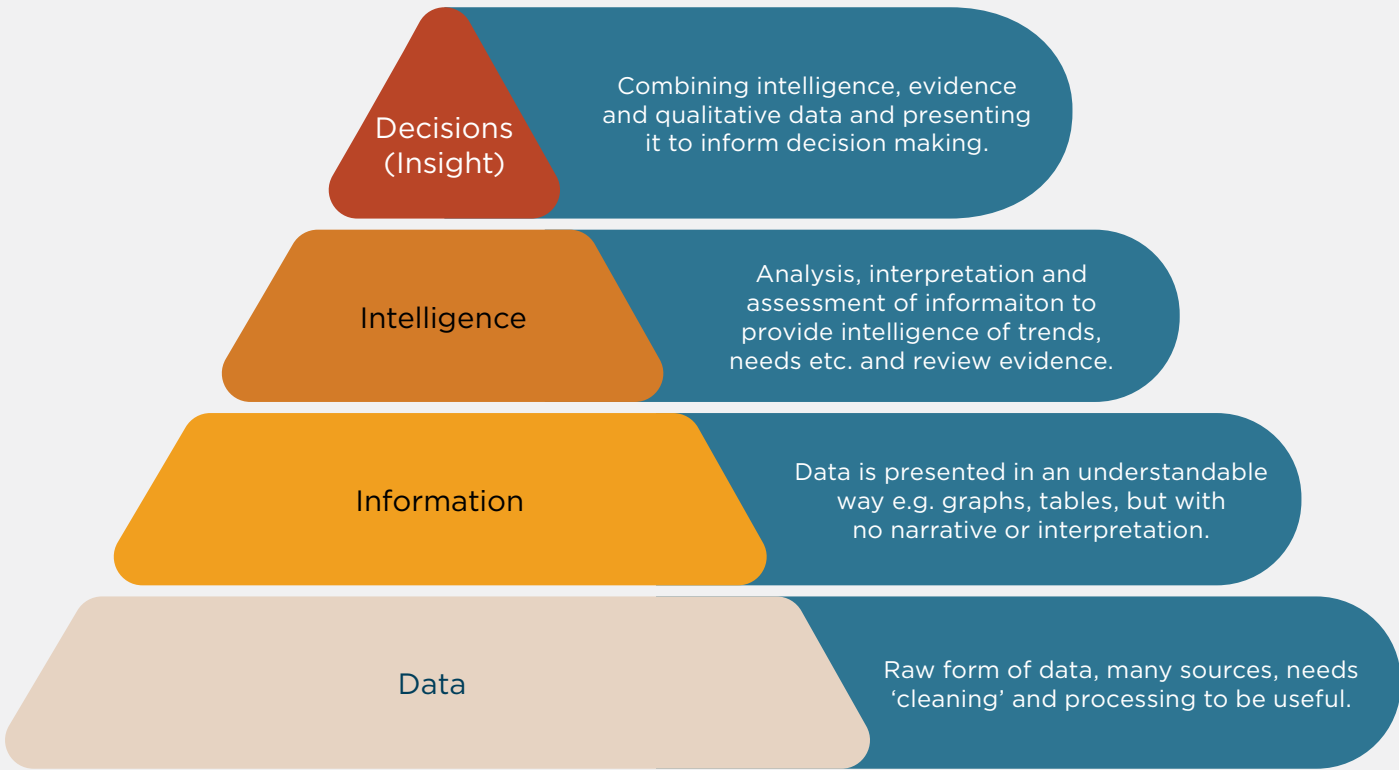 Decisions
(Insight)
Combining intelligence, evidence
and qualitative data and presenting
it to inform decision making.
Intelligence
Analysis, interpretation and
assessment of informaiton to
provide intelligence of trends,
needs etc. and review evidence.
Information
Data is presented in an understandable
way e.g. graphs, tables, but with
no narrative or interpretation.
Data
Raw form of data, many sources, needs
‘cleaning’ and processing to be useful.